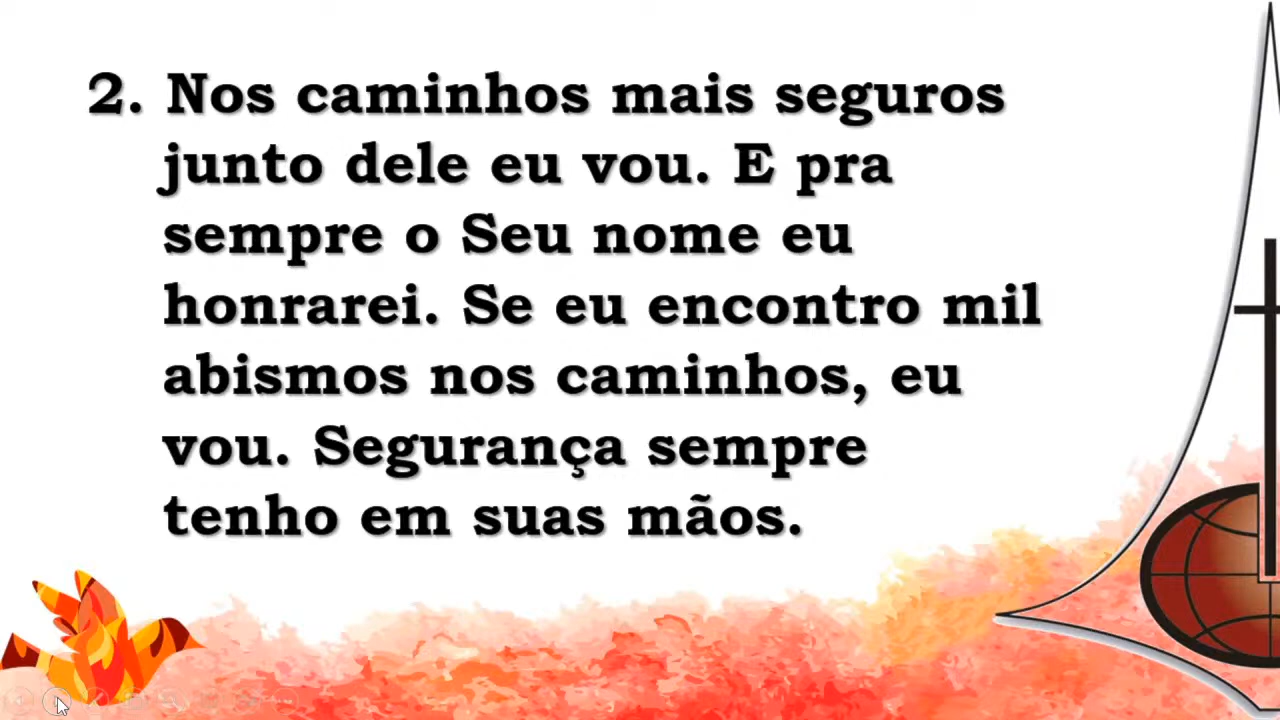 2. Nos caminhos mais seguros
junto dele eu vou. E pra
sempre o Seu nome eu
honrarei. Se eu encontro mil
abismos nos caminhos, eu
vou. Segurança sempre
tenho em suas mãos.